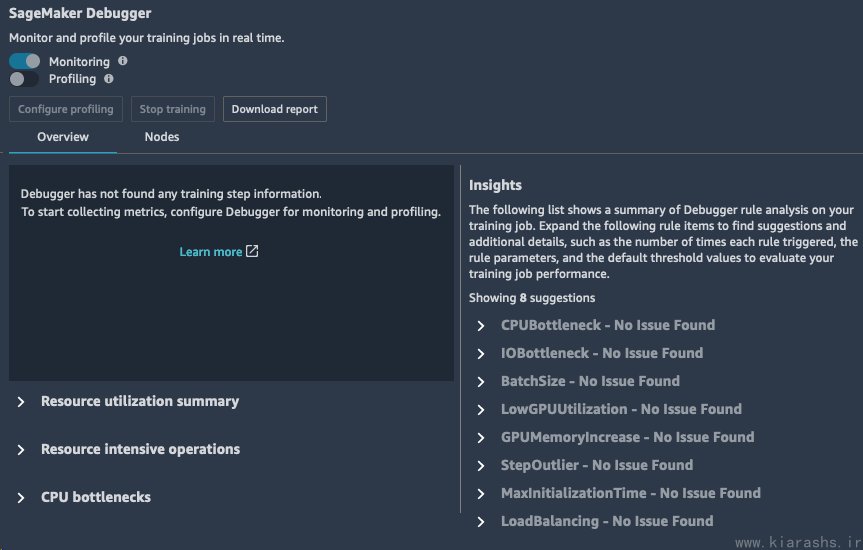 SageMaker Debugger
Monitor and profile your training jobs in real time.
Monitoring
Profiling
Configure profiling
Stop training
Download report
Overview
Nodes
Debugger has not found any training step information.
To start collecting metrics, configure Debugger for monitoring and profiling.
Learn more
Resource utilization summary
Resource intensive operations
CPU bottlenecks
Insights
The following list shows a summary of Debugger rule analysis on your
training job. Expand the following rule items to find suggestions and
additional details, such as the number of times each rule triggered, the
rule parameters, and the default threshold values to evaluate your
training job performance.
Showing 8 suggestions
CPUBottleneck - No Issue Found
IOBottleneck - No Issue Found
BatchSize - No Issue Found
LowGPUUtilization - No Issue Found
GPUMemoryIncrease - No Issue Found
StepOutlier - No Issue Found
MaxInitializationTime - No Issue Found
LoadBalancing - No Issue Found
www.kiarashs.ir